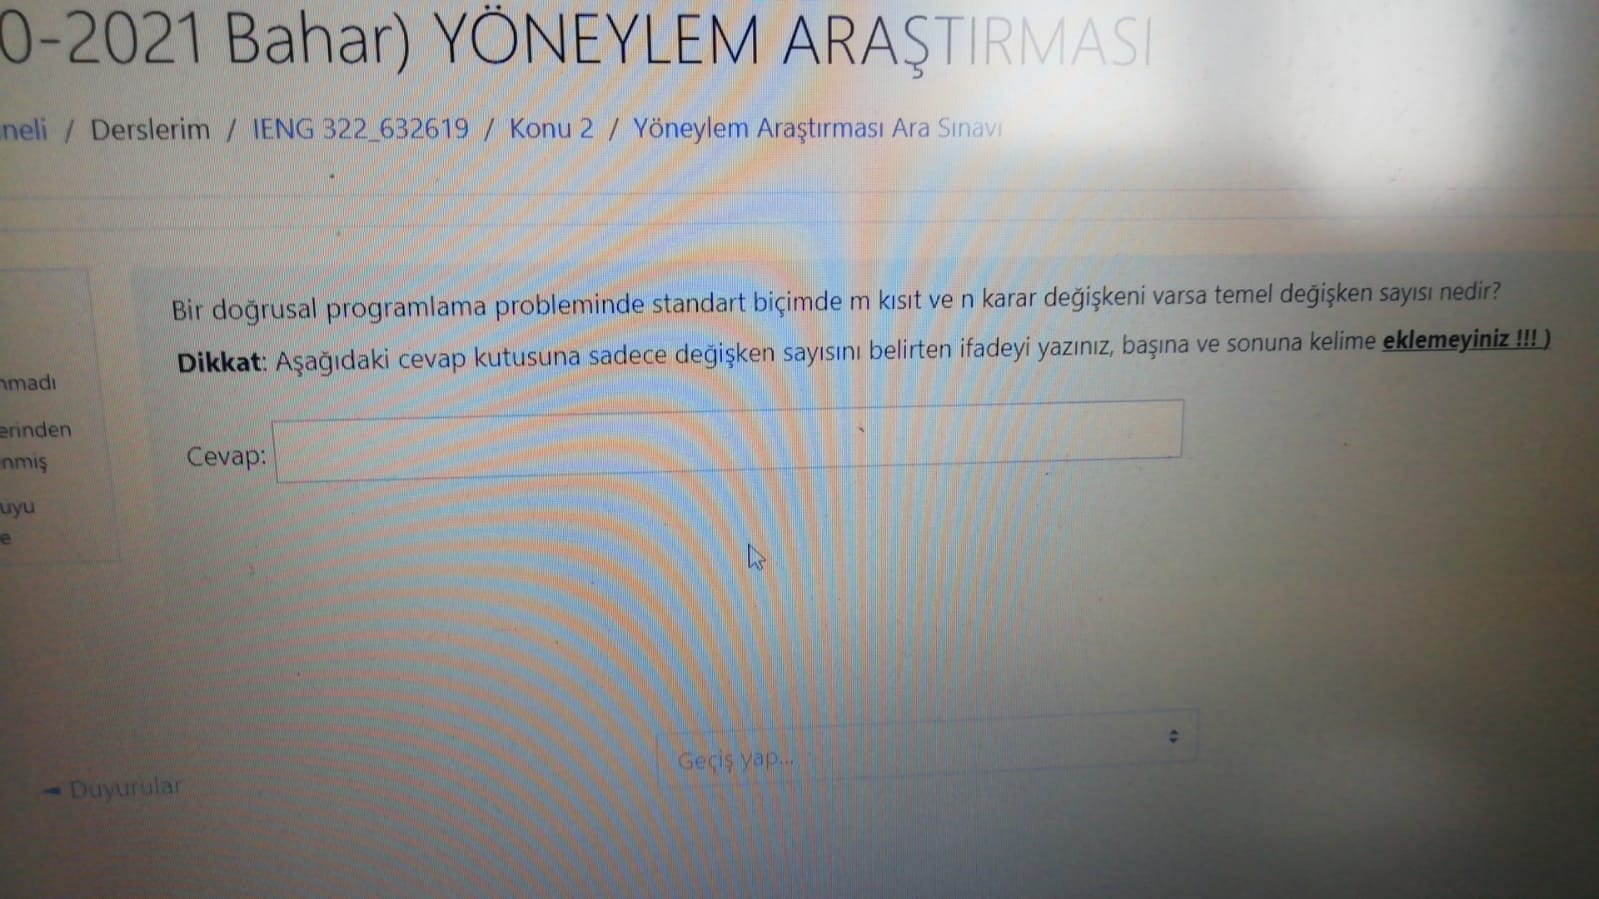 0-2021 Bahar) YÖNEYLEM ARAŞTIRMASI
neli / Derslerim / IENG 322_632619 / Konu 2 / Yöneylem Araştırması Ara Sınavı
Bir doğrusal programlama probleminde standart biçimde m kısıt ve n karar değişkeni varsa temel değişken sayısı nedir?
Dikkat: Aşağıdaki cevap kutusuna sadece değişken sayısını belirten ifadeyi yazınız, başına ve sonuna kelime eklemeyiniz !!! )
nmadı
erinden
nmiş
uyu
e
Cevap:
Geçiş yap...
◄ Duyurular